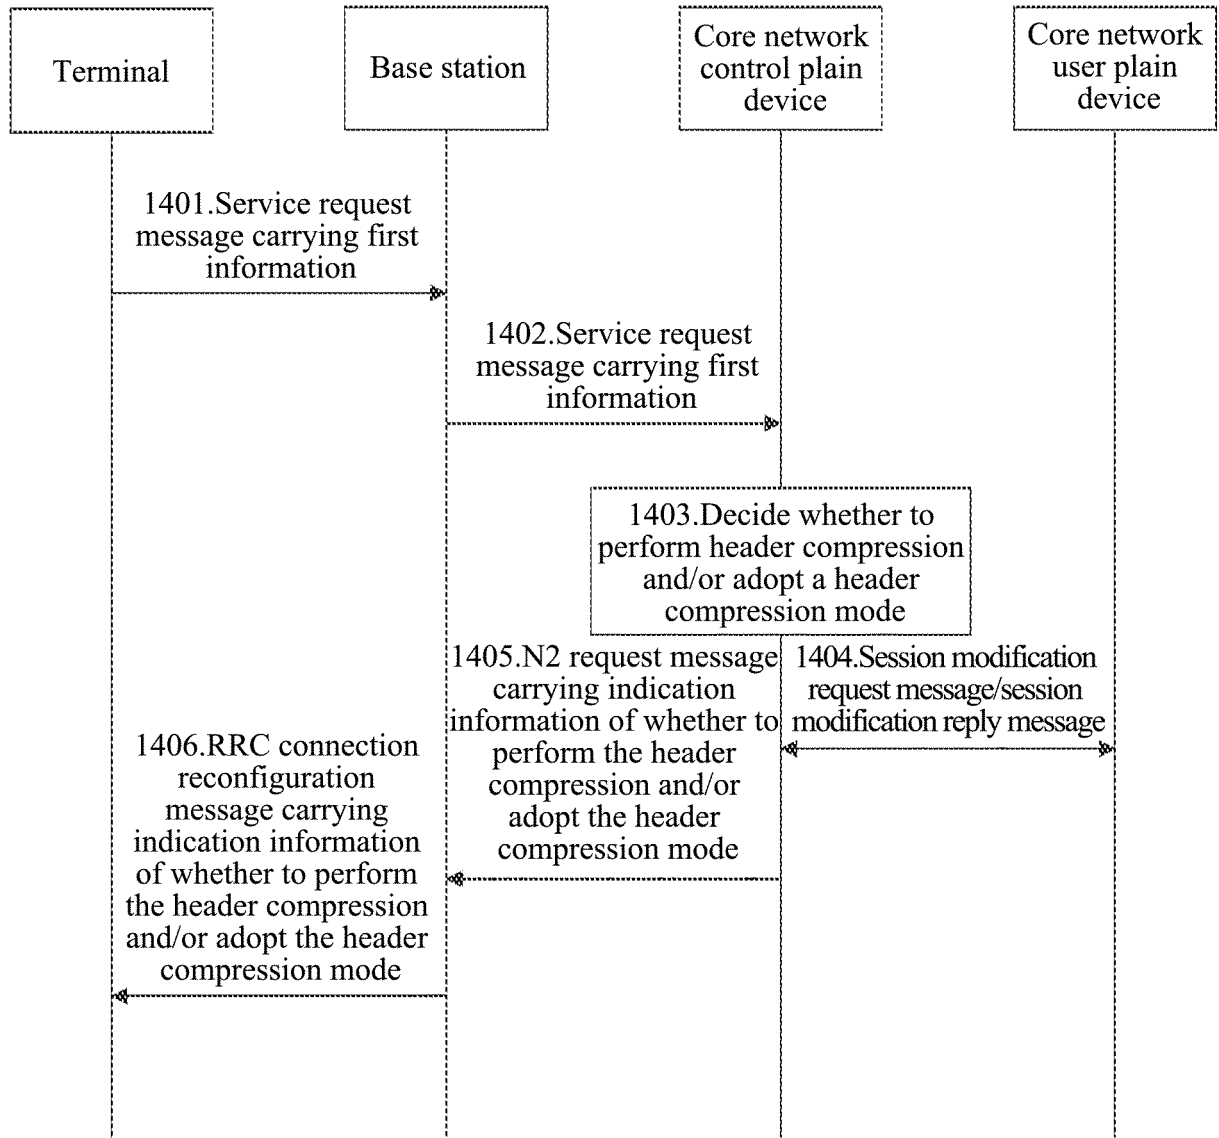 Terminal
Base station
Core network
control plain
device
Core network
user plain
device
1401.Service request
message carrying first
information
1402.Service request
message carrying first
information
1403.Decide whether to
perform header compression
and/or adopt a header
compression mode
1404.Session modification
request message/session
modification reply message
1405.N2 request message
carrying indication
information of whether to
perform the header
compression and/or
adopt the header
compression mode
1406.RRC connection
reconfiguration
message carrying
indication information
of whether to perform
the header compression
and/or adopt the header
compression mode